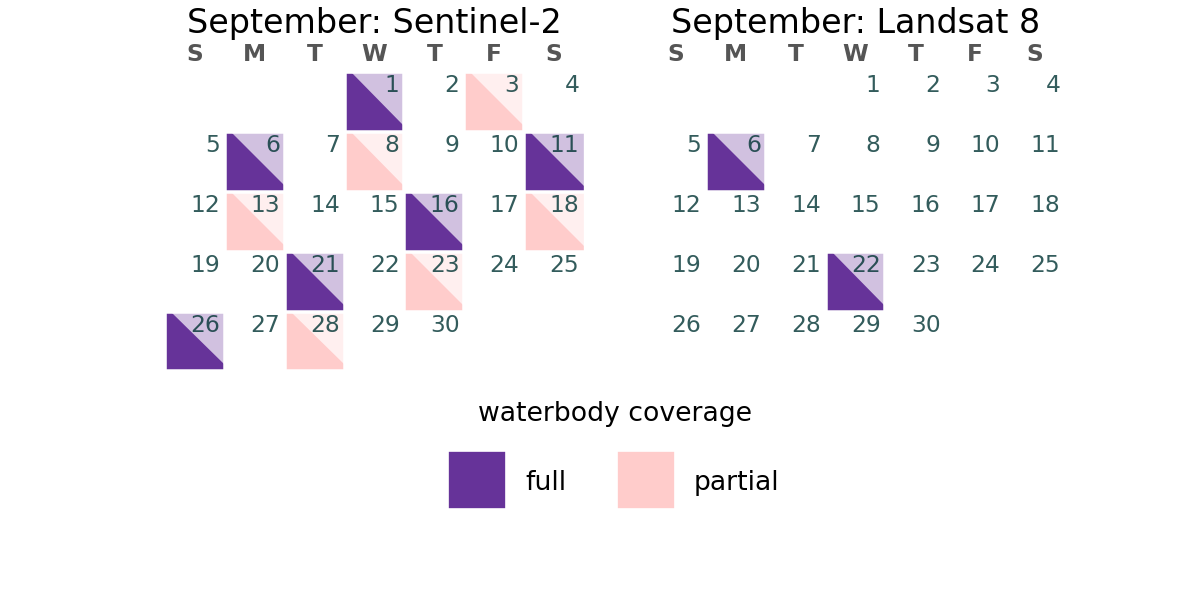 September: Sentinel-2
S M T W T F S
1 2 3 4
5 6 7 8 9 10 11
12 13 14 15 16 17 18
19 20 21 22 23 24 25
26 27 28 29 30
September: Landsat 8
S M T W T F S
1 2 3 4
5 6 7 8 9 10 11
12 13 14 15 16 17 18
19 20 21 22 23 24 25
26 27 28 29 30
waterbody coverage
full
partial